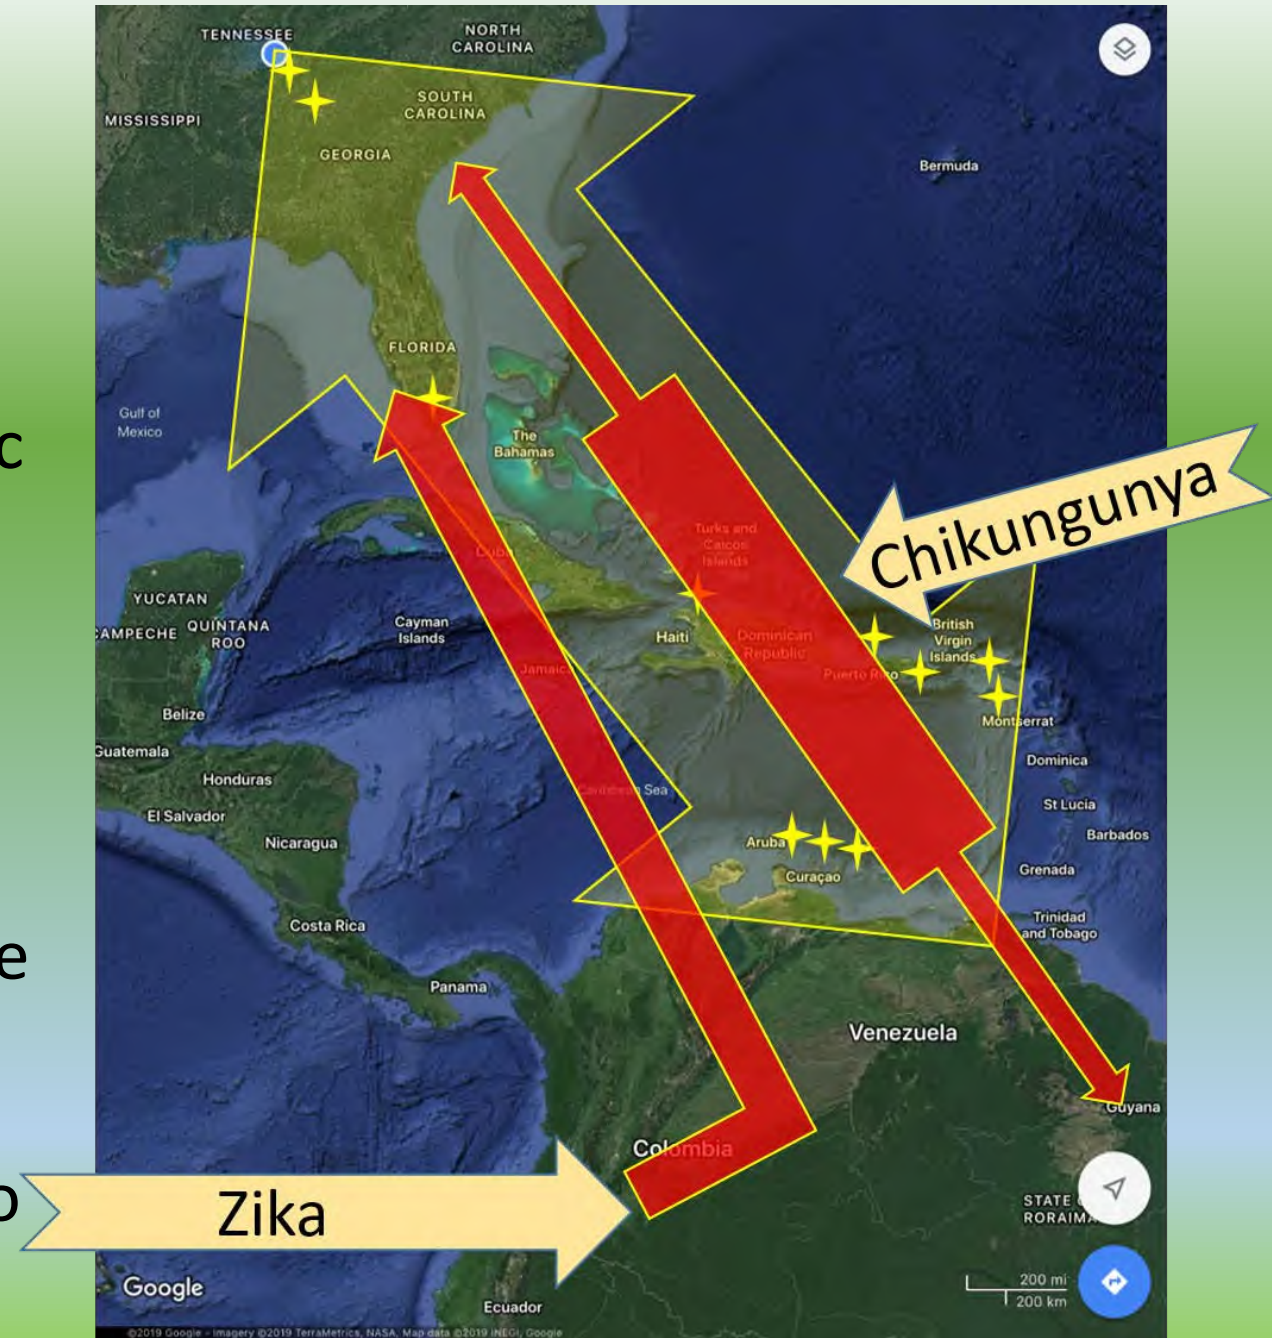 TENNESSEE
NORTH
CAROLINA
SOUTH
CAROLINA
MISSISSIPPI
GEORGIA
Bermuda
FLORIDA
Gulf of
Mexico
c
The
Bahamas
Chikungunya
Turks and
Caicos
Islands
Cuba
YUCATAN
CAMPECHE
QUINTANA
ROO
Cayman
Islands
Haiti
Dominican
Republic
British
Virgin
Islands
Jamaica
Puerto Rico
Belize
Montserrat
Guatemala
Dominica
Honduras
Caribbean Sea
St Lucia
El Salvador
Barbados
Nicaragua
Aruba
Curaçao
Grenada
Costa Rica
Trinidad
and Tobago
e
Panama
Venezuela
Guyana
Colombia
o
Zika
STATE
RORAIMA
Google
200 mi
200 km
Ecuador
©2019 Google - Imagery ©2019 TerraMetrics, NASA, Map data ©2019 INEGI, Google